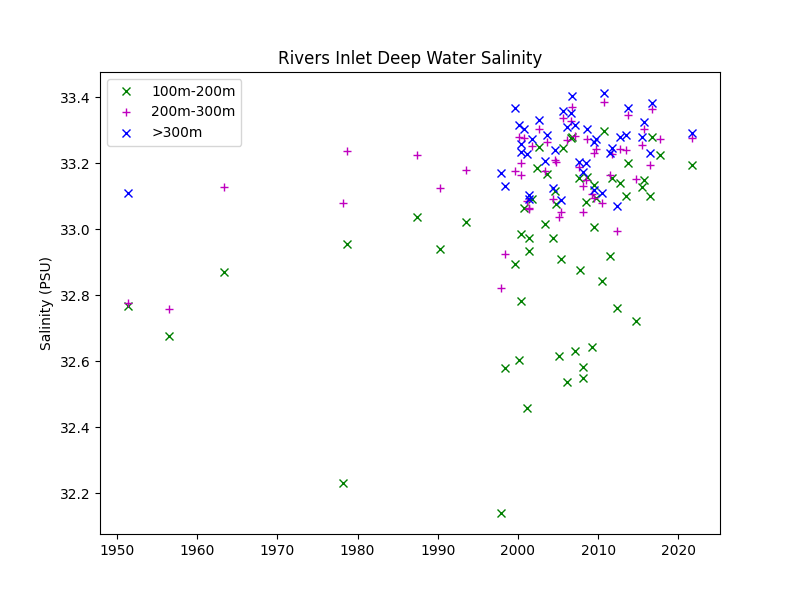 Rivers Inlet Deep Water Salinity
100m-200m
200m-300m
>300m
Salinity (PSU)
33.4
33.2
33.0
32.8
32.6
32.4
32.2
1950 1960 1970 1980 1990 2000 2010 2020